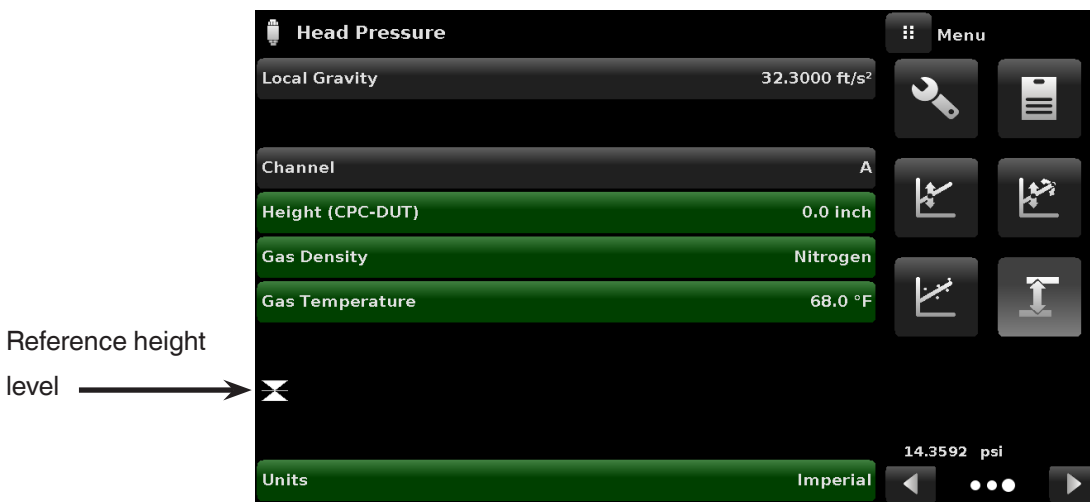 Head Pressure
Menu
Local Gravity 32.3000 ft/s²
Channel A
Height (CPC-DUT) 0.0 inch
Gas Density Nitrogen
Gas Temperature 68.0 °F
Reference height
level
14.3592 psi
Units Imperial